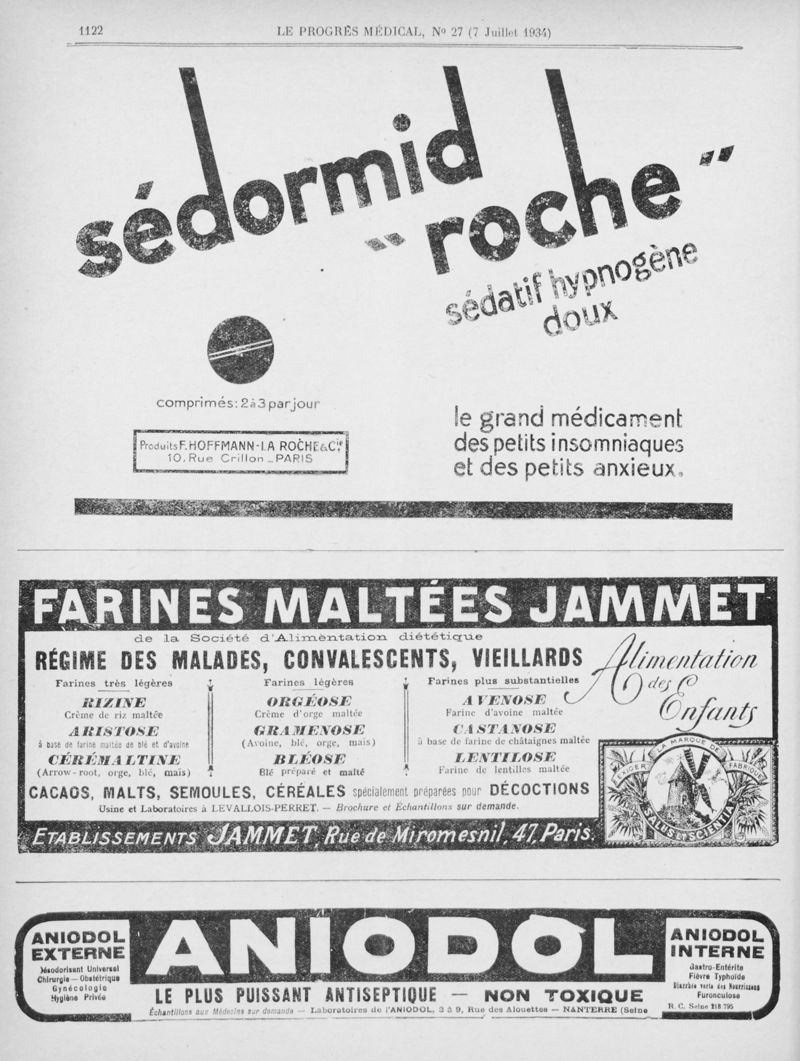 1122
LE PROGRÈS MÉDICAL, No 27 (7 Juillet 1934)
sédormid
"roche"
sédatif hypnogène
doux
comprimés: 2 à 3 par jour
Produits F. HOFFMANN-LA ROCHE & Cie
10, Rue Crillon - PARIS
le grand médicament
des petits insomniaques
et des petits anxieux.
FARINES MALTÉES JAMMET
de la Société d'Alimentation diététique
RÉGIME DES MALADES, CONVALESCENTS, VIEILLARDS
Alimentation
des
Enfants
Farines très légères
RIZINE
Crème de riz maltée
ARISTOSE
à base de farine maltée de blé et d'avoine
CÉRÉMALTINE
(Arrow-root, orge, blé, maïs)
Farines légères
ORGÉOSE
Crème d'orge maltée
GRAMENOSE
(Avoine, blé, orge, maïs)
BLÉOSE
Blé préparé et malté
Farines plus substantielles
AVENOSE
Farine d'avoine maltée
CASTANOSE
à base de farine de châtaignes maltée
LENTILOSE
Farine de lentilles maltée
CACAOS, MALTS, SEMOULES, CÉRÉALES spécialement préparées pour DÉCOCTIONS
Usine et Laboratoires à LEVALLOIS-PERRET. — Brochure et Échantillons sur demande.
EXIGER LA MARQUE DE FABRIQUE
SALUS ET SCIENTIA
ETABLISSEMENTS JAMMET, Rue de Miromesnil, 47, Paris.
ANIODOL
EXTERNE
Désodorisant Universel
Chirurgie — Obstétrique
Gynécologie
Hygiène Privée
ANIODOL
LE PLUS PUISSANT ANTISEPTIQUE — NON TOXIQUE
Échantillons aux Médecins sur demande — Laboratoires de l'ANIODOL, 3 à 9, Rue des Alouettes — NANTERRE (Seine
ANIODOL
INTERNE
Gastro-Entérite
Fièvre Typhoïde
Diarrhée verte des Nourrissons
Furonculose
R. C. Seine 218 795